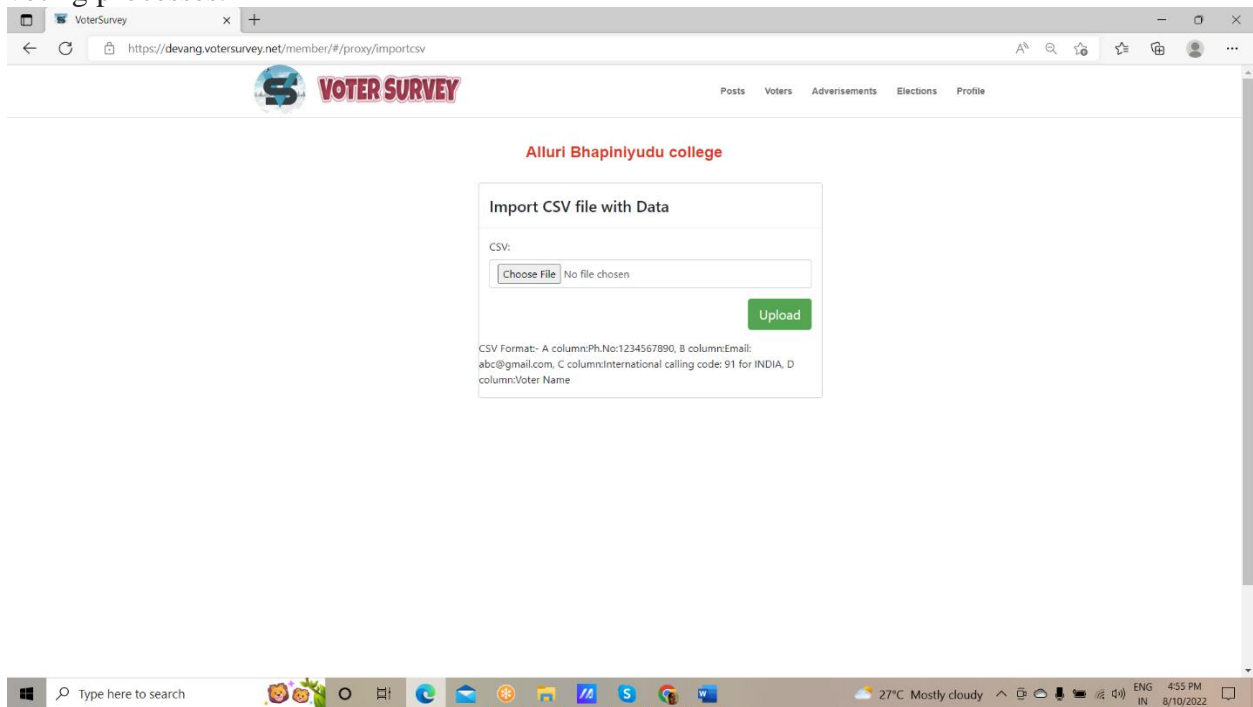 voting processes.
VoterSurvey
https://devang.votersurvey.net/member/#/proxy/importcsv
VOTER SURVEY
Posts Voters Adverisements Elections Profile
Alluri Bhapiniyudu college
Import CSV file with Data
CSV:
Choose File No file chosen
Upload
CSV Format:- A column:Ph.No:1234567890, B column:Email:
abc@gmail.com, C column:International calling code: 91 for INDIA, D
column:Voter Name
Type here to search
27°C Mostly cloudy
ENG
IN
4:55 PM
8/10/2022